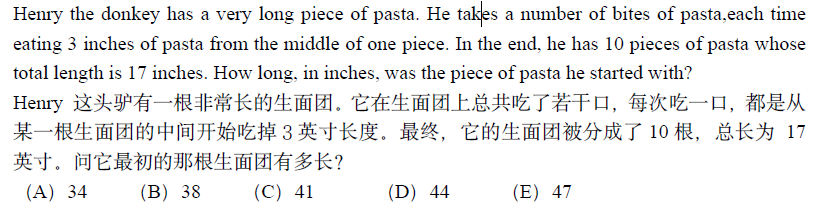 Henry the donkey has a very long piece of pasta. He takes a number of bites of pasta,each time
eating 3 inches of pasta from the middle of one piece. In the end, he has 10 pieces of pasta whose
total length is 17 inches. How long, in inches, was the piece of pasta he started with?
Henry 这头驴有一根非常长的生面团。它在生面团上总共吃了若干口，每次吃一口，都是从
某一根生面团的中间开始吃掉 3 英寸长度。最终，它的生面团被分成了 10 根，总长为 17
英寸。问它最初的那根生面团有多长？
（A）34 （B）38 （C）41 （D）44 （E）47